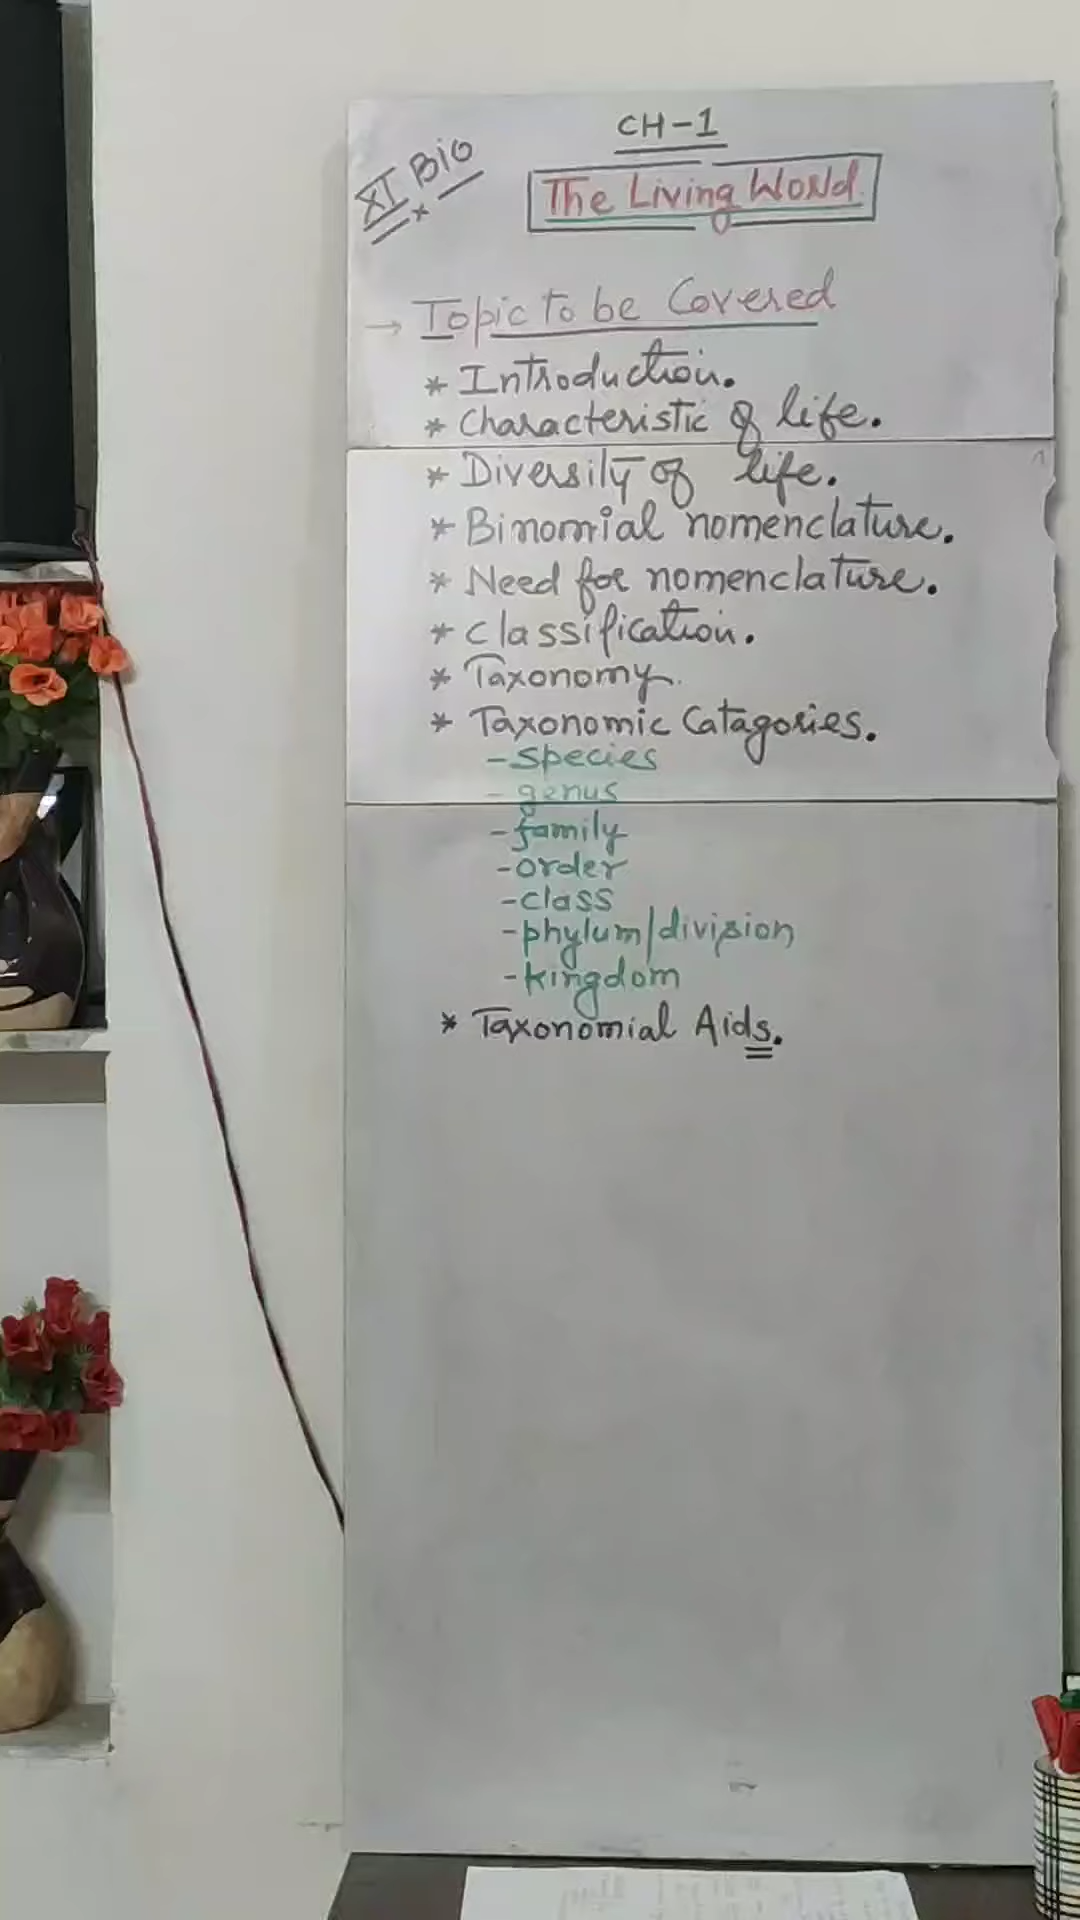 CH-1
XI Bio
The Living World
→ Topic to be Covered
* Introduction.
* Characteristic of life.
* Diversity of life.
* Binomial nomenclature.
* Need for nomenclature.
* Classification.
* Taxonomy.
* Taxonomic Catagories.
- species
- genus
- family
- order
- class
- phylum/division
- kingdom
* Taxonomial Aids.